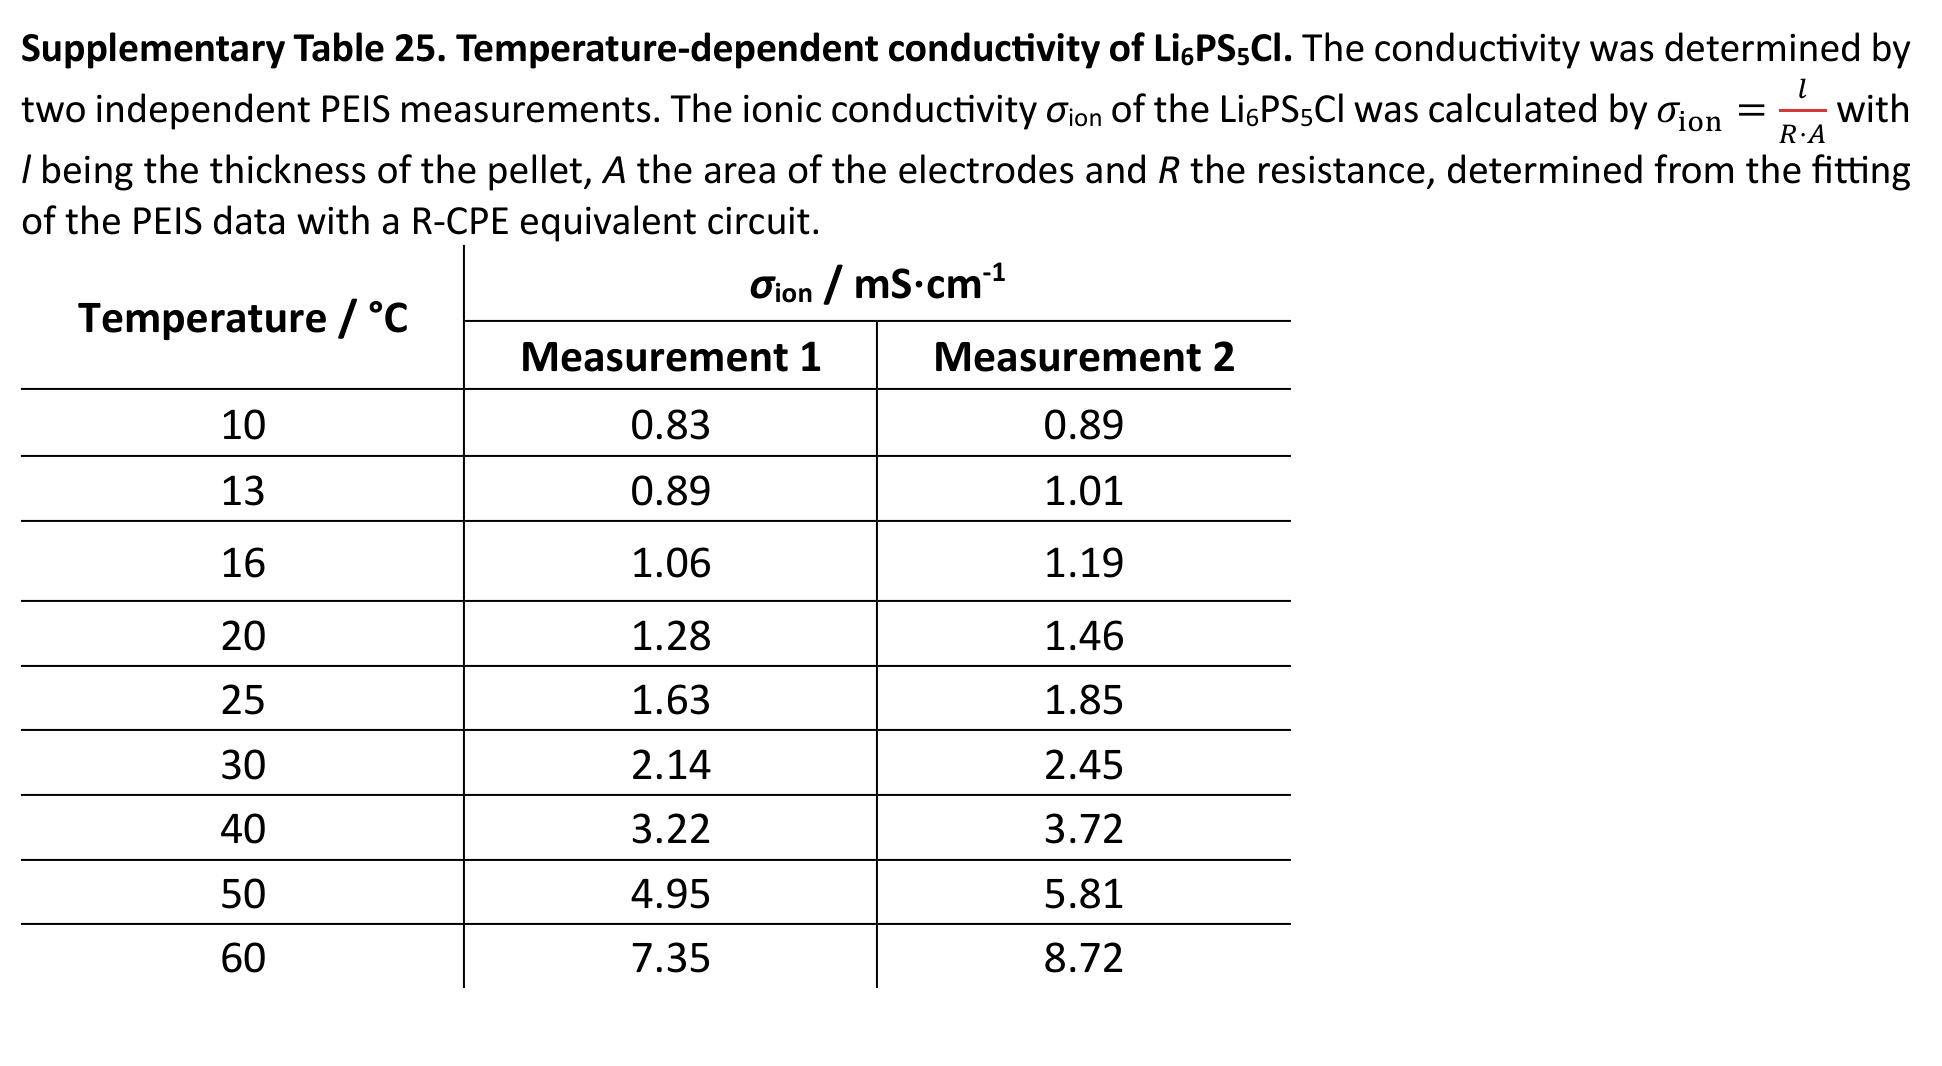 Supplementary Table 25. Temperature-dependent conductivity of Li₆PS₅Cl. The conductivity was determined by
two independent PEIS measurements. The ionic conductivity σᵢₒₙ of the Li₆PS₅Cl was calculated by σᵢₒₙ = l/(R·A) with
l being the thickness of the pellet, A the area of the electrodes and R the resistance, determined from the fitting
of the PEIS data with a R-CPE equivalent circuit.
Temperature / °C σᵢₒₙ / mS·cm⁻¹
Measurement 1 Measurement 2
10 0.83 0.89
13 0.89 1.01
16 1.06 1.19
20 1.28 1.46
25 1.63 1.85
30 2.14 2.45
40 3.22 3.72
50 4.95 5.81
60 7.35 8.72